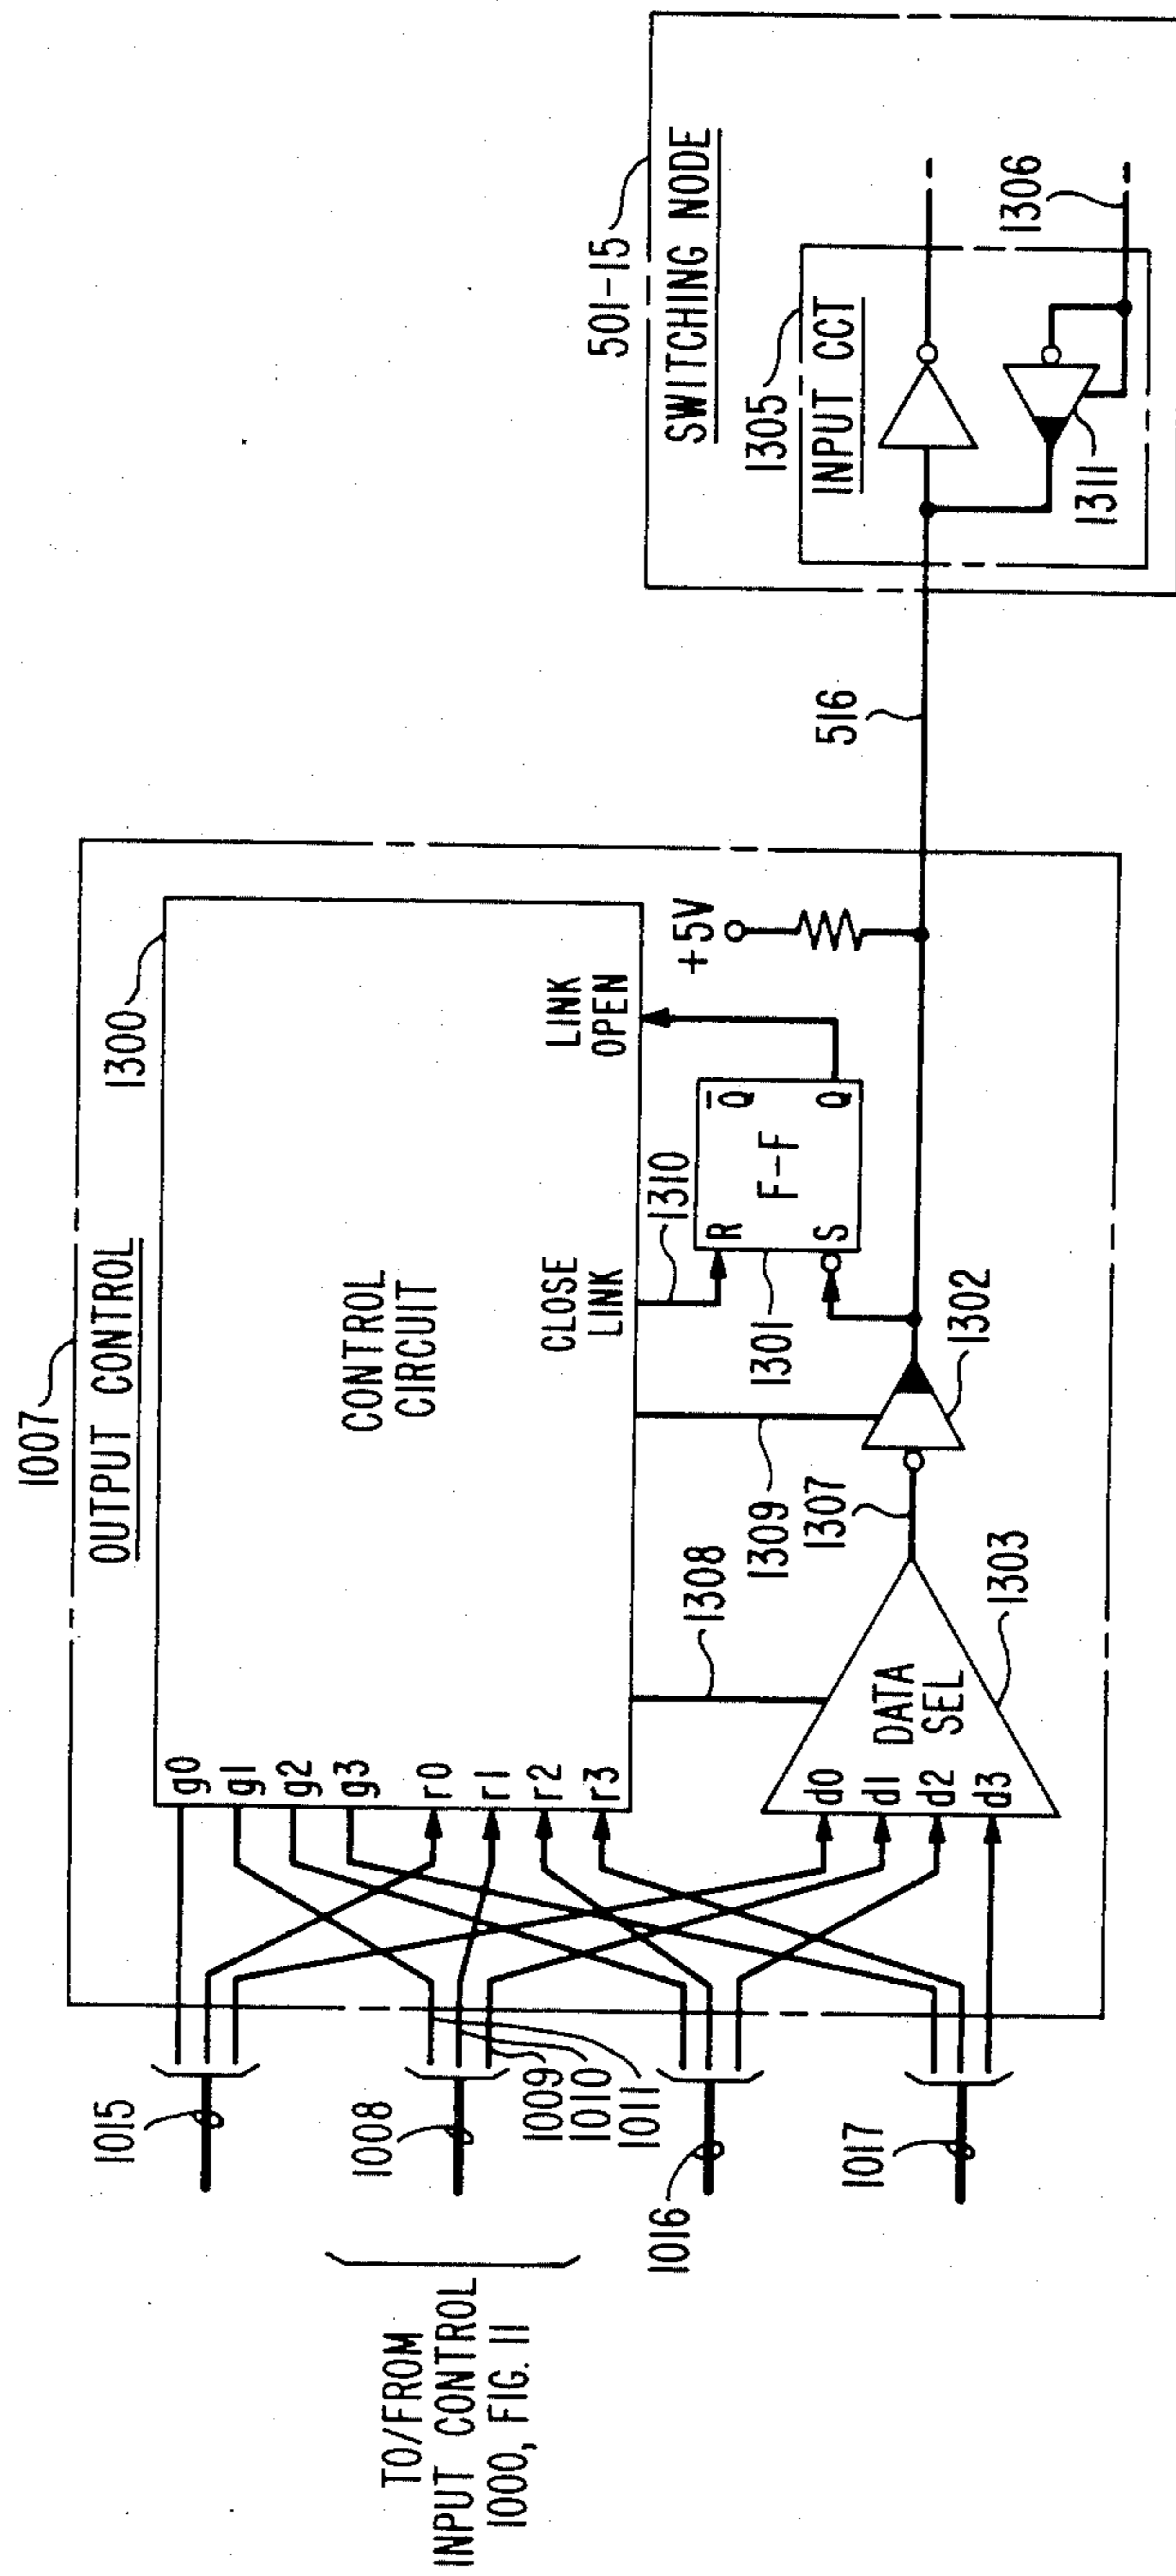 1007
OUTPUT CONTROL
1300
CONTROL
CIRCUIT
g0
g1
g2
g3
r0
r1
r2
r3
CLOSE
LINK
LINK
OPEN
1308
1309
1307
1310
1301
1302
1303
R
S
F-F
Q̅
Q
+5V
DATA
SEL
d0
d1
d2
d3
1015
1008
1009
1010
1011
1016
1017
TO/FROM
INPUT CONTROL
1000, FIG. 11
516
501-15
SWITCHING NODE
1305
INPUT CCT
1306
1311